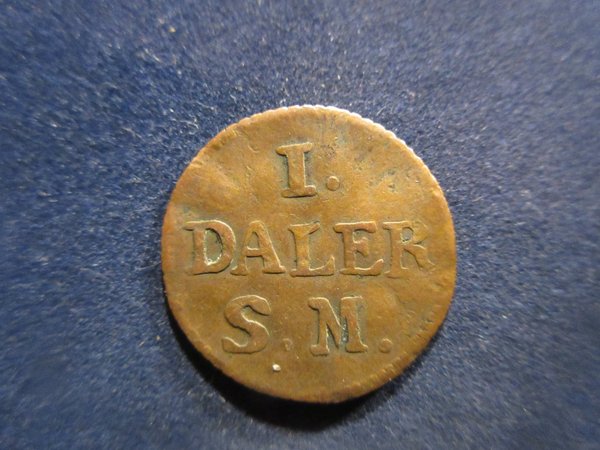 I.
DALER
S. M.